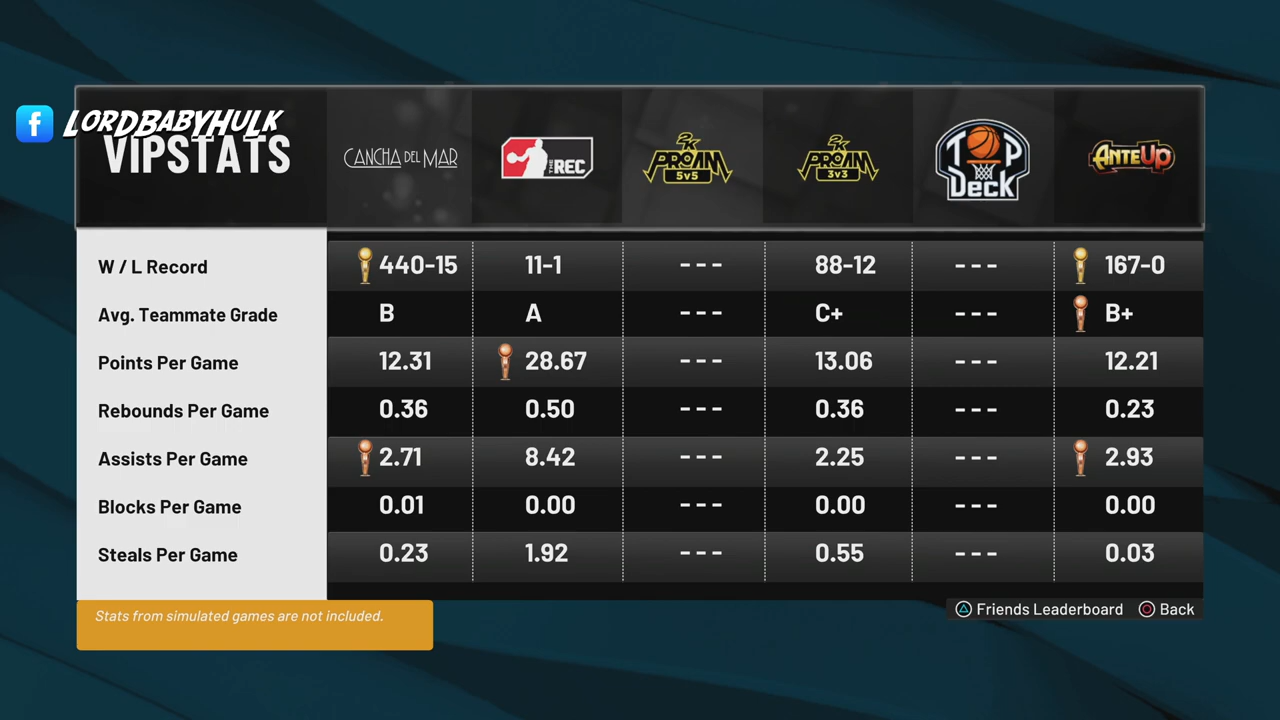 f LORDBABYHULK
VIPSTATS
CANCHA DEL MAR
THE REC
2K PROAM 5v5
2K PROAM 3v3
TOP DECK
ANTE UP
W / L Record 440-15 11-1 --- 88-12 --- 167-0
Avg. Teammate Grade B A --- C+ --- B+
Points Per Game 12.31 28.67 --- 13.06 --- 12.21
Rebounds Per Game 0.36 0.50 --- 0.36 --- 0.23
Assists Per Game 2.71 8.42 --- 2.25 --- 2.93
Blocks Per Game 0.01 0.00 --- 0.00 --- 0.00
Steals Per Game 0.23 1.92 --- 0.55 --- 0.03
Stats from simulated games are not included.
Friends Leaderboard Back